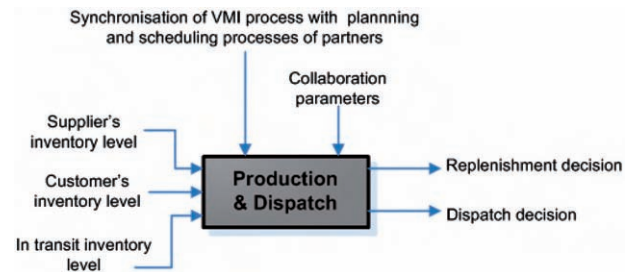 Synchronisation of VMI process with plannning
and scheduling processes of partners
Collaboration
parameters
Supplier's
inventory level
Customer's
inventory level
In transit inventory
level
Production
& Dispatch
Replenishment decision
Dispatch decision